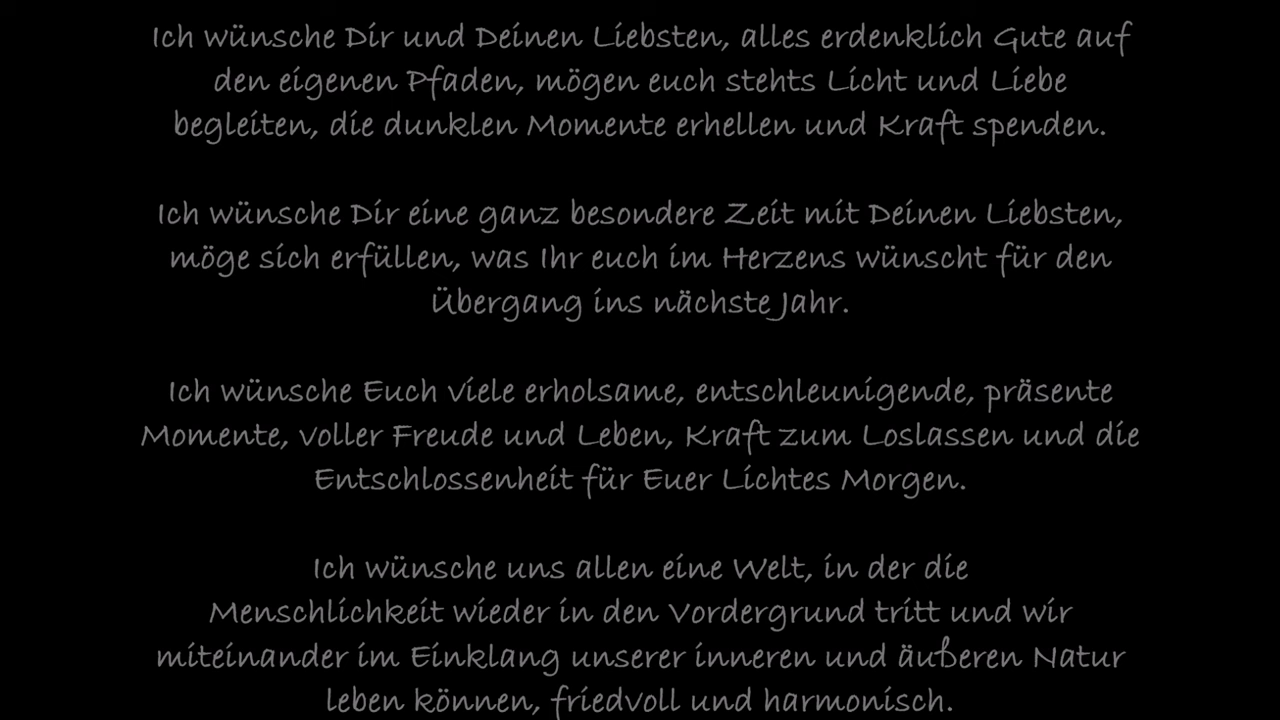 Ich wünsche Dir und Deinen Liebsten, alles erdenklich Gute auf
den eigenen Pfaden, mögen euch stehts Licht und Liebe
begleiten, die dunklen Momente erhellen und Kraft spenden.
Ich wünsche Dir eine ganz besondere Zeit mit Deinen Liebsten,
möge sich erfüllen, was Ihr euch im Herzens wünscht für den
Übergang ins nächste Jahr.
Ich wünsche Euch viele erholsame, entschleunigende, präsente
Momente, voller Freude und Leben, Kraft zum Loslassen und die
Entschlossenheit für Euer Lichtes Morgen.
Ich wünsche uns allen eine Welt, in der die
Menschlichkeit wieder in den Vordergrund tritt und wir
miteinander im Einklang unserer inneren und äußeren Natur
leben können, friedvoll und harmonisch.